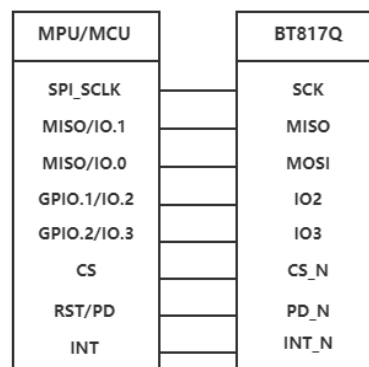 MPU/MCU BT817Q
SPI_SCLK SCK
MISO/IO.1 MISO
MISO/IO.0 MOSI
GPIO.1/IO.2 IO2
GPIO.2/IO.3 IO3
CS CS_N
RST/PD PD_N
INT INT_N